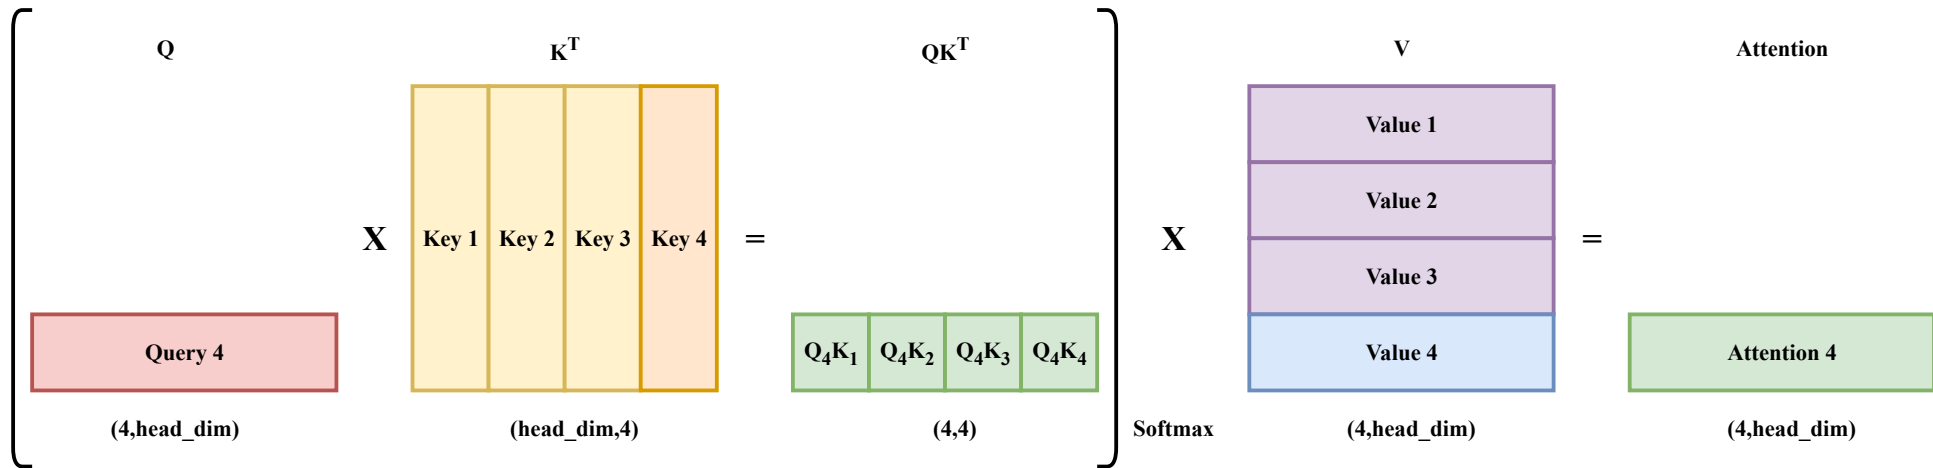 Q
K^T
QK^T
V
Attention
Query 4
X
Key 1
Key 2
Key 3
Key 4
=
Q₄K₁
Q₄K₂
Q₄K₃
Q₄K₄
X
Value 1
Value 2
Value 3
Value 4
=
Attention 4
(4,head_dim)
(head_dim,4)
(4,4)
Softmax
(4,head_dim)
(4,head_dim)